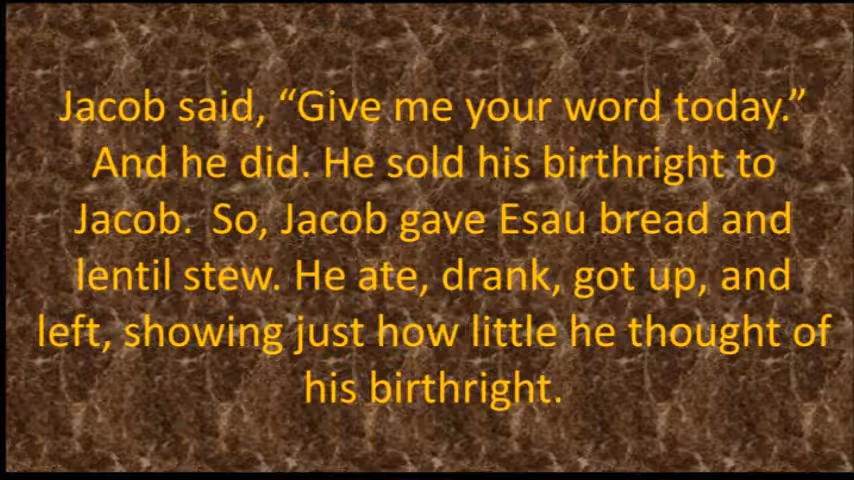 Jacob said, “Give me your word today.”
And he did. He sold his birthright to
Jacob.  So, Jacob gave Esau bread and
lentil stew. He ate, drank, got up, and
left, showing just how little he thought of
his birthright.